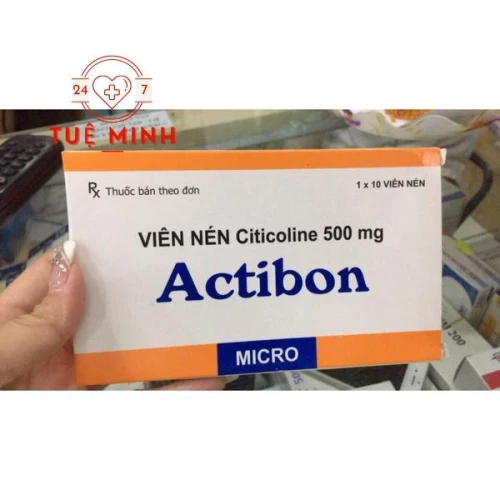 24 7
TUỆ MINH
Rx Thuốc bán theo đơn
1 x 10 VIÊN NÉN
VIÊN NÉN Citicoline 500 mg
Actibon
MICRO
200